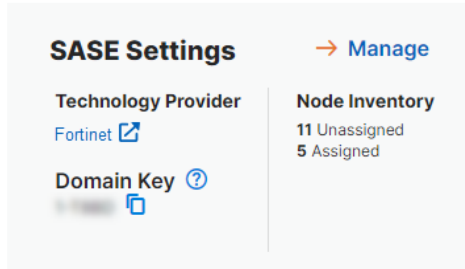 SASE Settings
→ Manage
Technology Provider
Fortinet
Domain Key
Node Inventory
11 Unassigned
5 Assigned